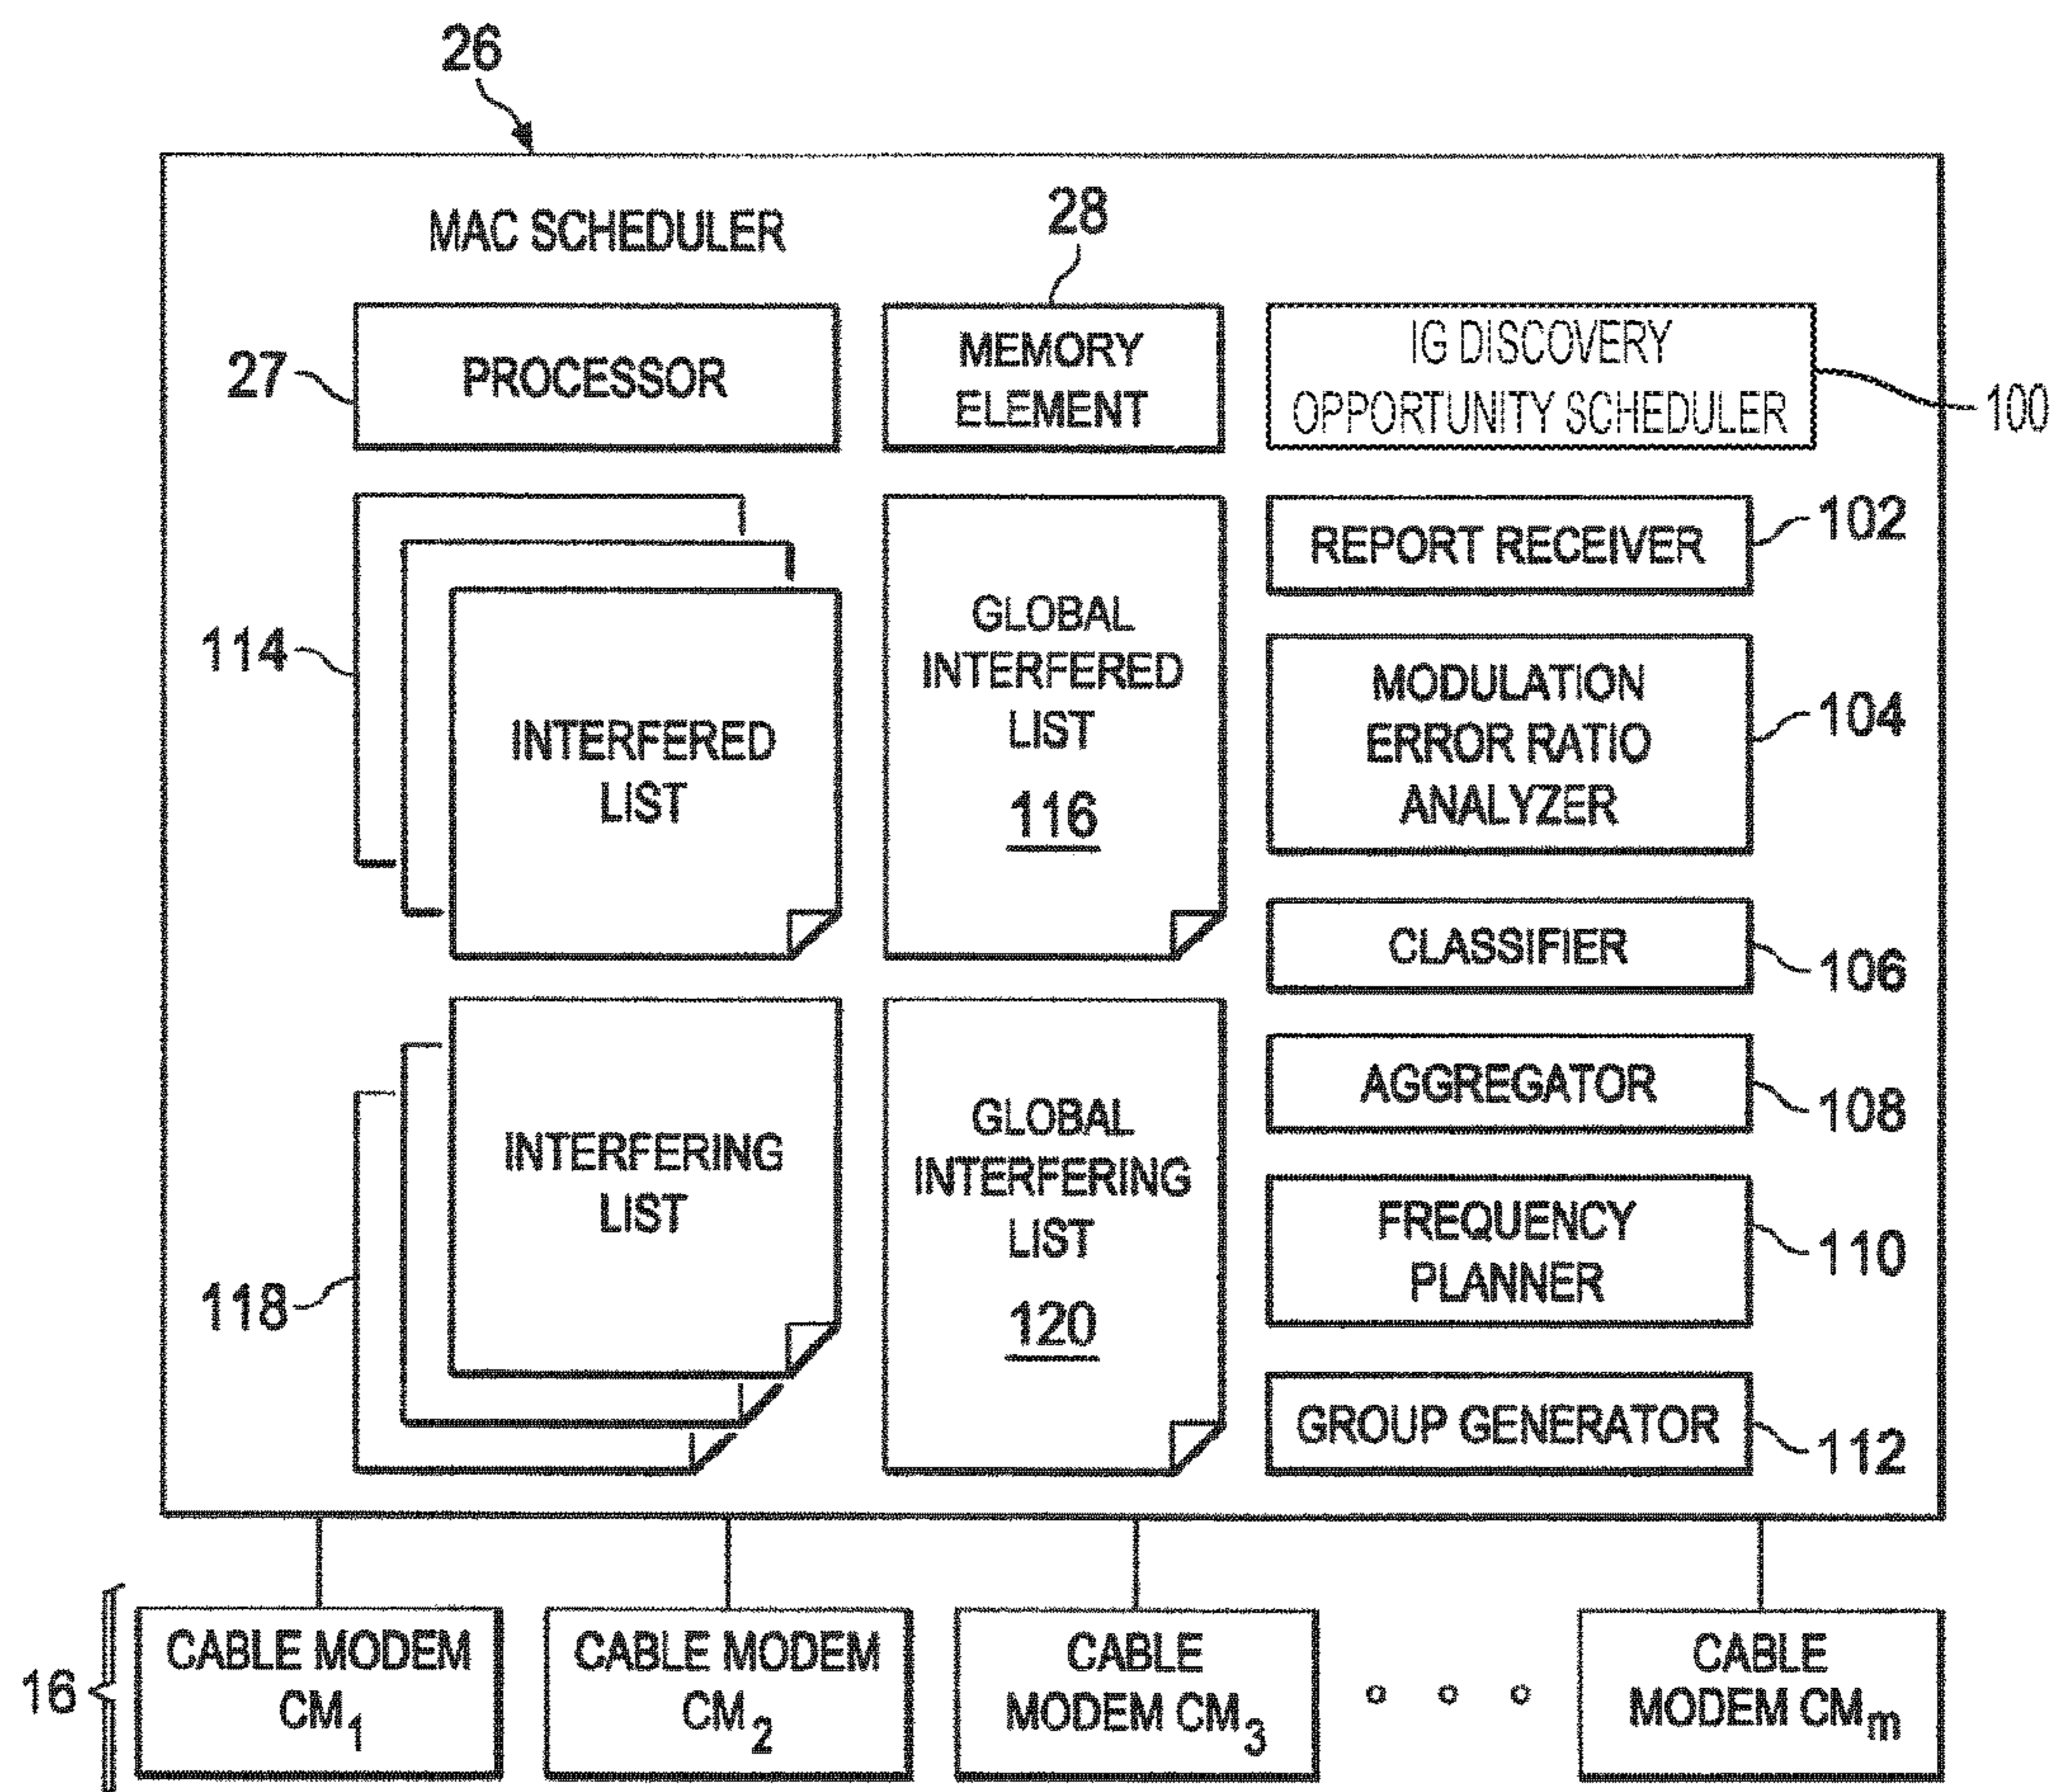 26
MAC SCHEDULER
28
27
PROCESSOR
MEMORY
ELEMENT
IG DISCOVERY
OPPORTUNITY SCHEDULER
100
114
INTERFERED
LIST
GLOBAL
INTERFERED
LIST
116
REPORT RECEIVER
102
MODULATION
ERROR RATIO
ANALYZER
104
CLASSIFIER
106
118
INTERFERING
LIST
GLOBAL
INTERFERING
LIST
120
AGGREGATOR
108
FREQUENCY
PLANNER
110
GROUP GENERATOR
112
16
CABLE MODEM
CM1
CABLE MODEM
CM2
CABLE
MODEM CM3
CABLE
MODEM CMm